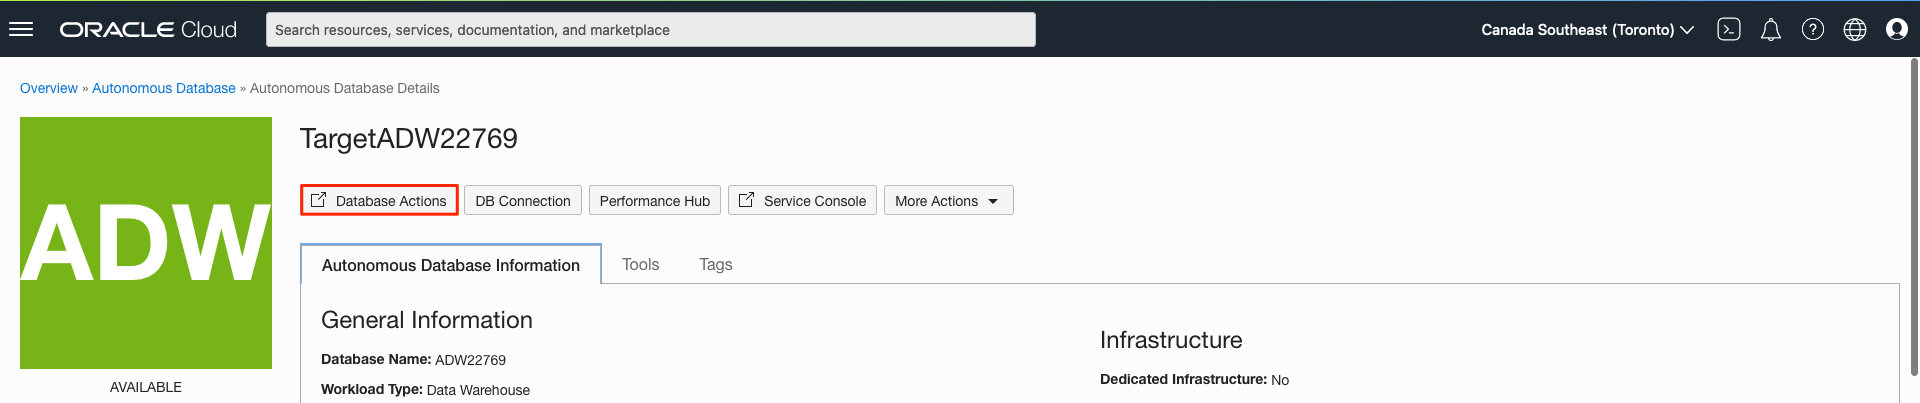 ORACLE Cloud
Search resources, services, documentation, and marketplace
Canada Southeast (Toronto)
Overview » Autonomous Database » Autonomous Database Details
ADW
AVAILABLE
TargetADW22769
Database Actions
DB Connection
Performance Hub
Service Console
More Actions
Autonomous Database Information
Tools
Tags
General Information
Database Name: ADW22769
Workload Type: Data Warehouse
Infrastructure
Dedicated Infrastructure: No